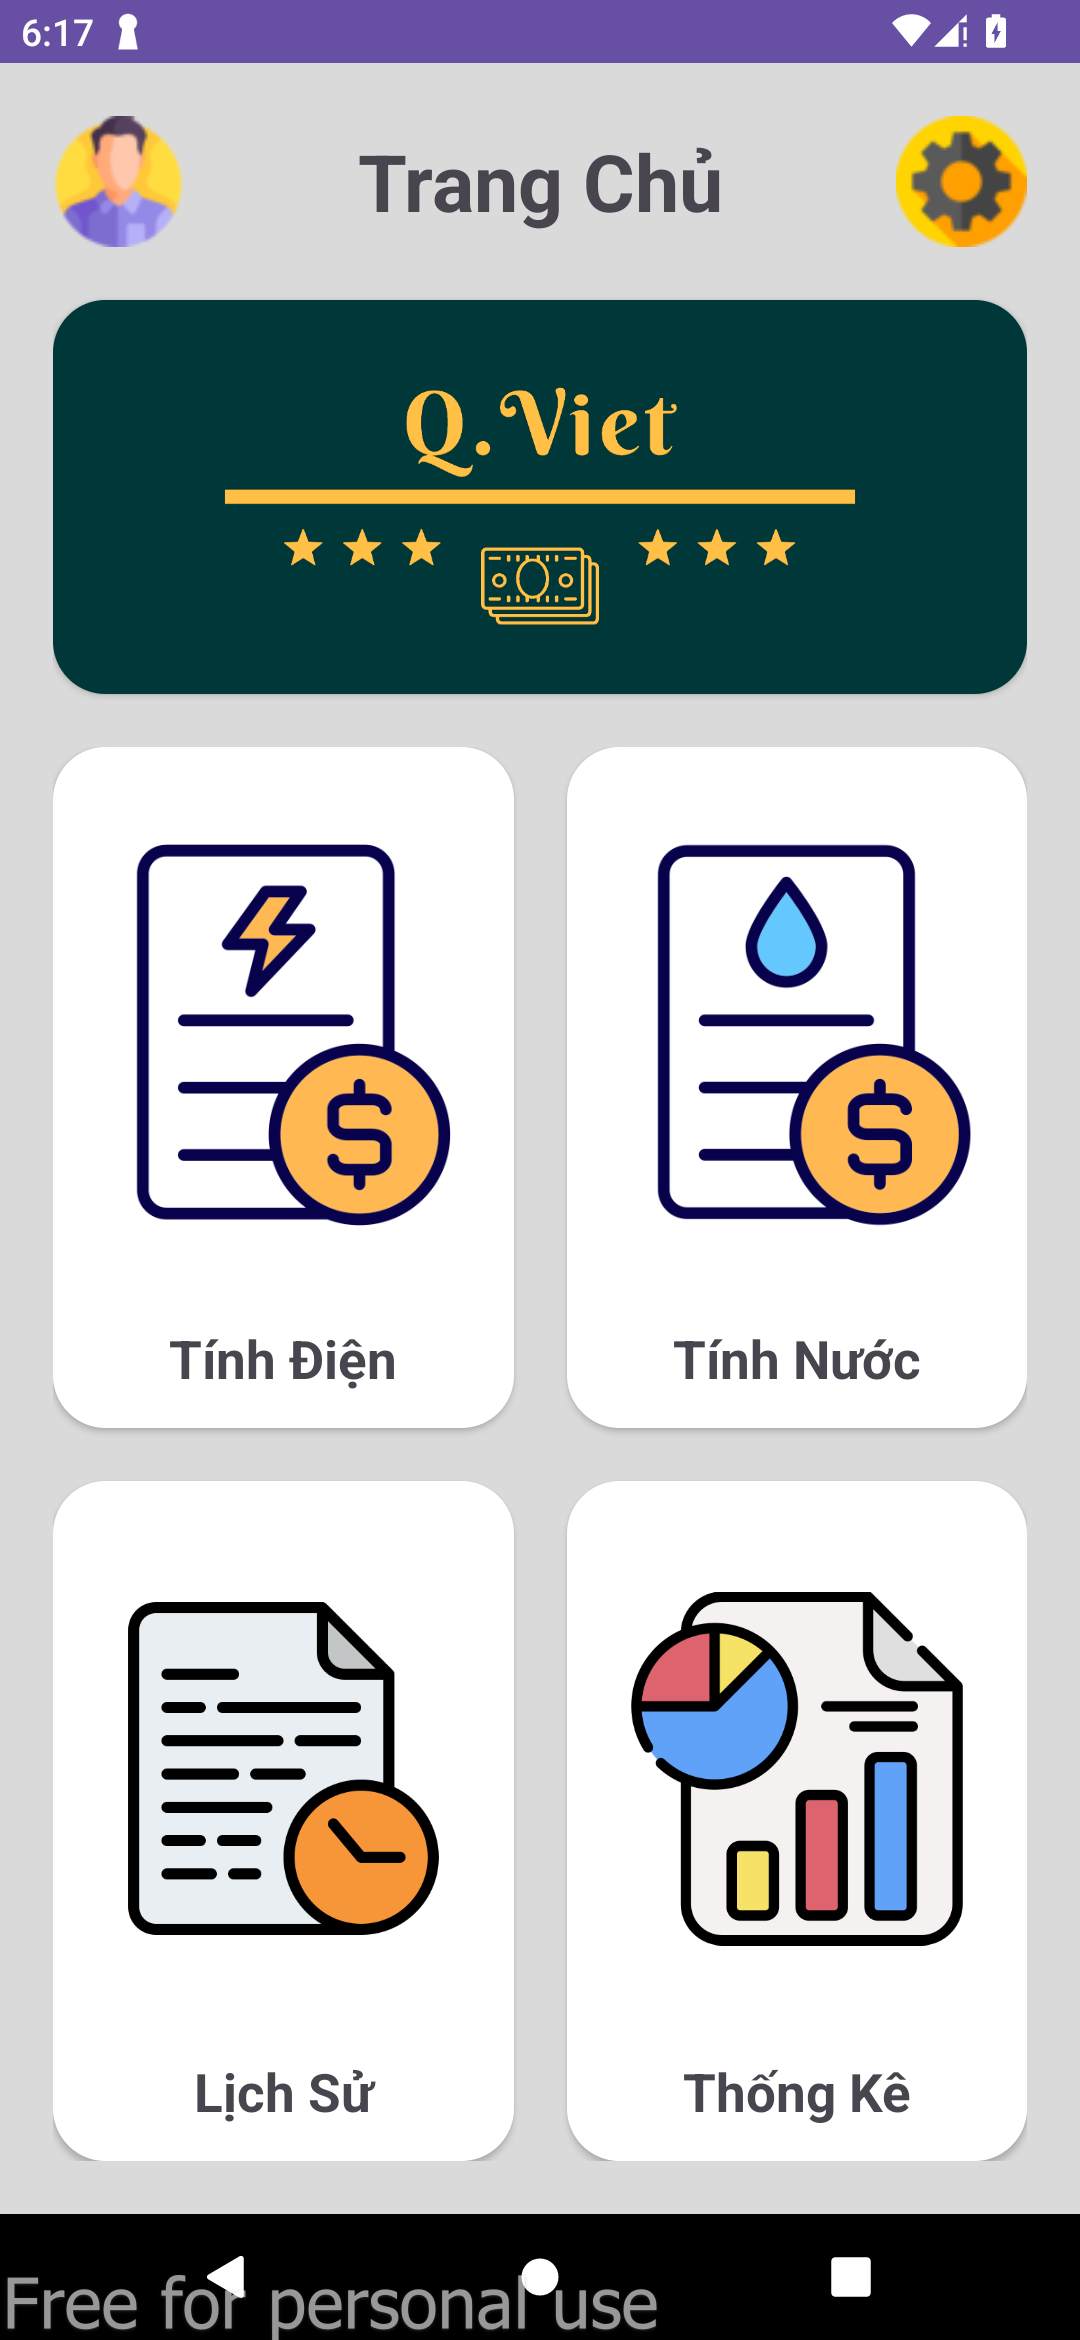 6:17
Trang Chủ
Q.Viet
Tính Điện
Tính Nước
Lịch Sử
Thống Kê
Free for personal use